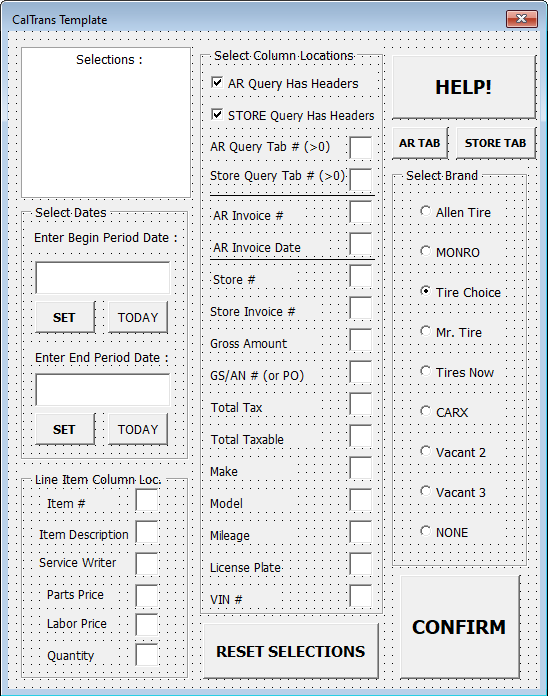 CalTrans Template
Selections :
Select Dates
Enter Begin Period Date :
SET TODAY
Enter End Period Date :
SET TODAY
Line Item Column Loc.
Item #
Item Description
Service Writer
Parts Price
Labor Price
Quantity
Select Column Locations
AR Query Has Headers
STORE Query Has Headers
AR Query Tab # (>0)
Store Query Tab # (>0)
AR Invoice #
AR Invoice Date
Store #
Store Invoice #
Gross Amount
GS/AN # (or PO)
Total Tax
Total Taxable
Make
Model
Mileage
License Plate
VIN #
RESET SELECTIONS
HELP!
AR TAB STORE TAB
Select Brand
Allen Tire
MONRO
Tire Choice
Mr. Tire
Tires Now
CARX
Vacant 2
Vacant 3
NONE
CONFIRM